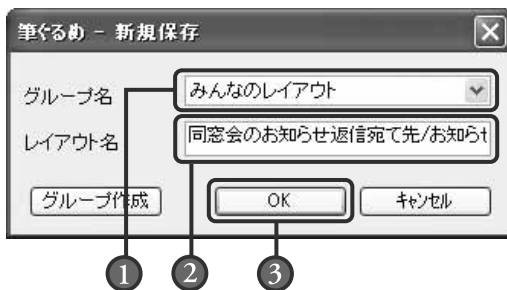 筆ぐるめ - 新規保存
グループ名
みんなのレイアウト
レイアウト名
同窓会のお知らせ返信宛て先/お知らせ
グループ作成
OK
キャンセル
1
2
3